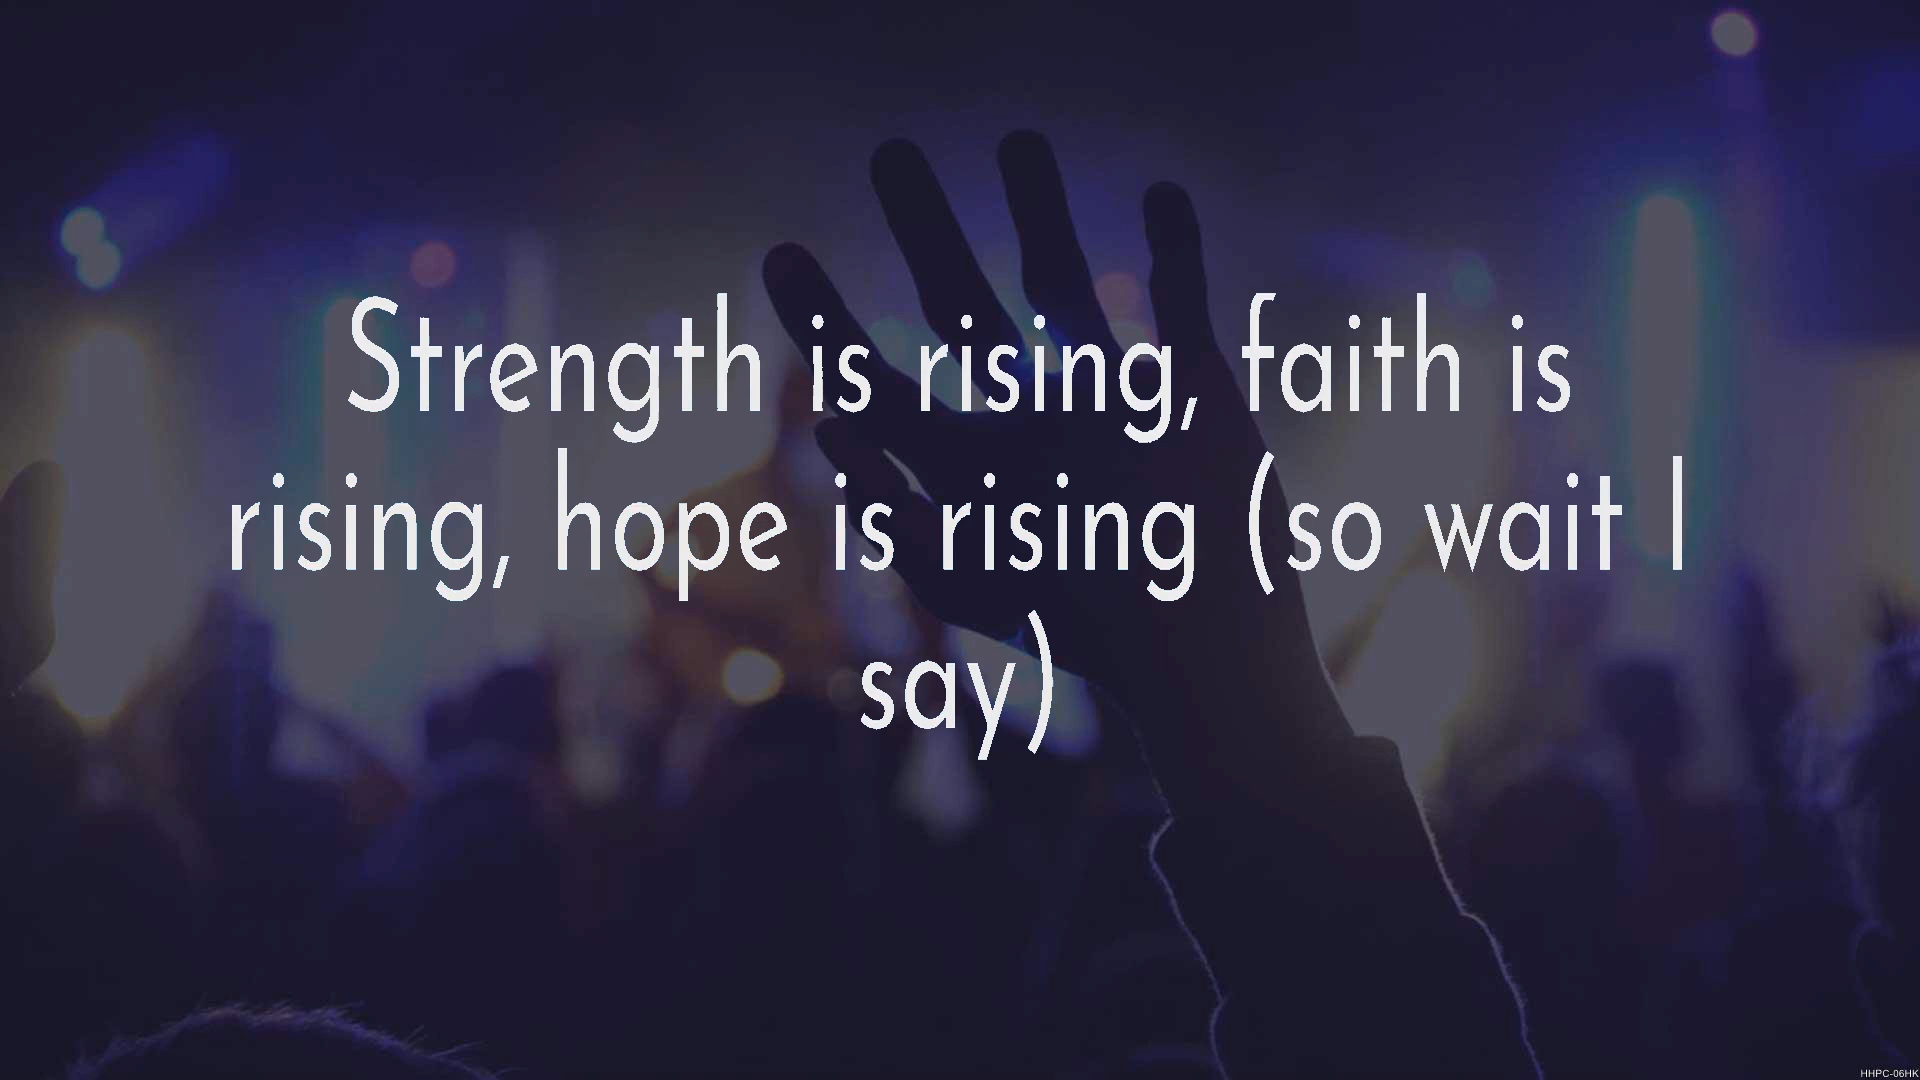 Strength is rising, faith is
rising, hope is rising (so wait I
say)
HHPC-06HK